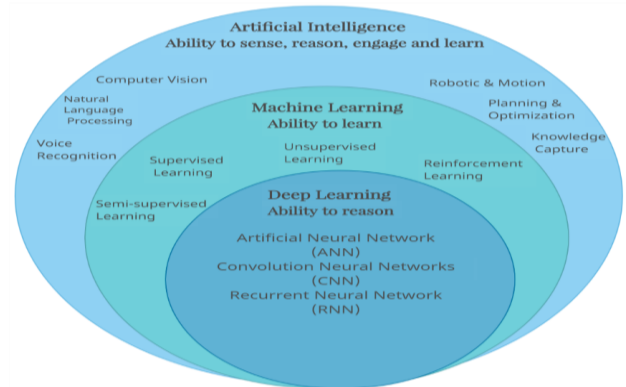 Artificial Intelligence
Ability to sense, reason, engage and learn
Computer Vision
Natural
Language
Processing
Voice
Recognition
Robotic & Motion
Planning &
Optimization
Knowledge
Capture
Machine Learning
Ability to learn
Supervised
Learning
Unsupervised
Learning
Reinforcement
Learning
Semi-supervised
Learning
Deep Learning
Ability to reason
Artificial Neural Network
(ANN)
Convolution Neural Networks
(CNN)
Recurrent Neural Network
(RNN)